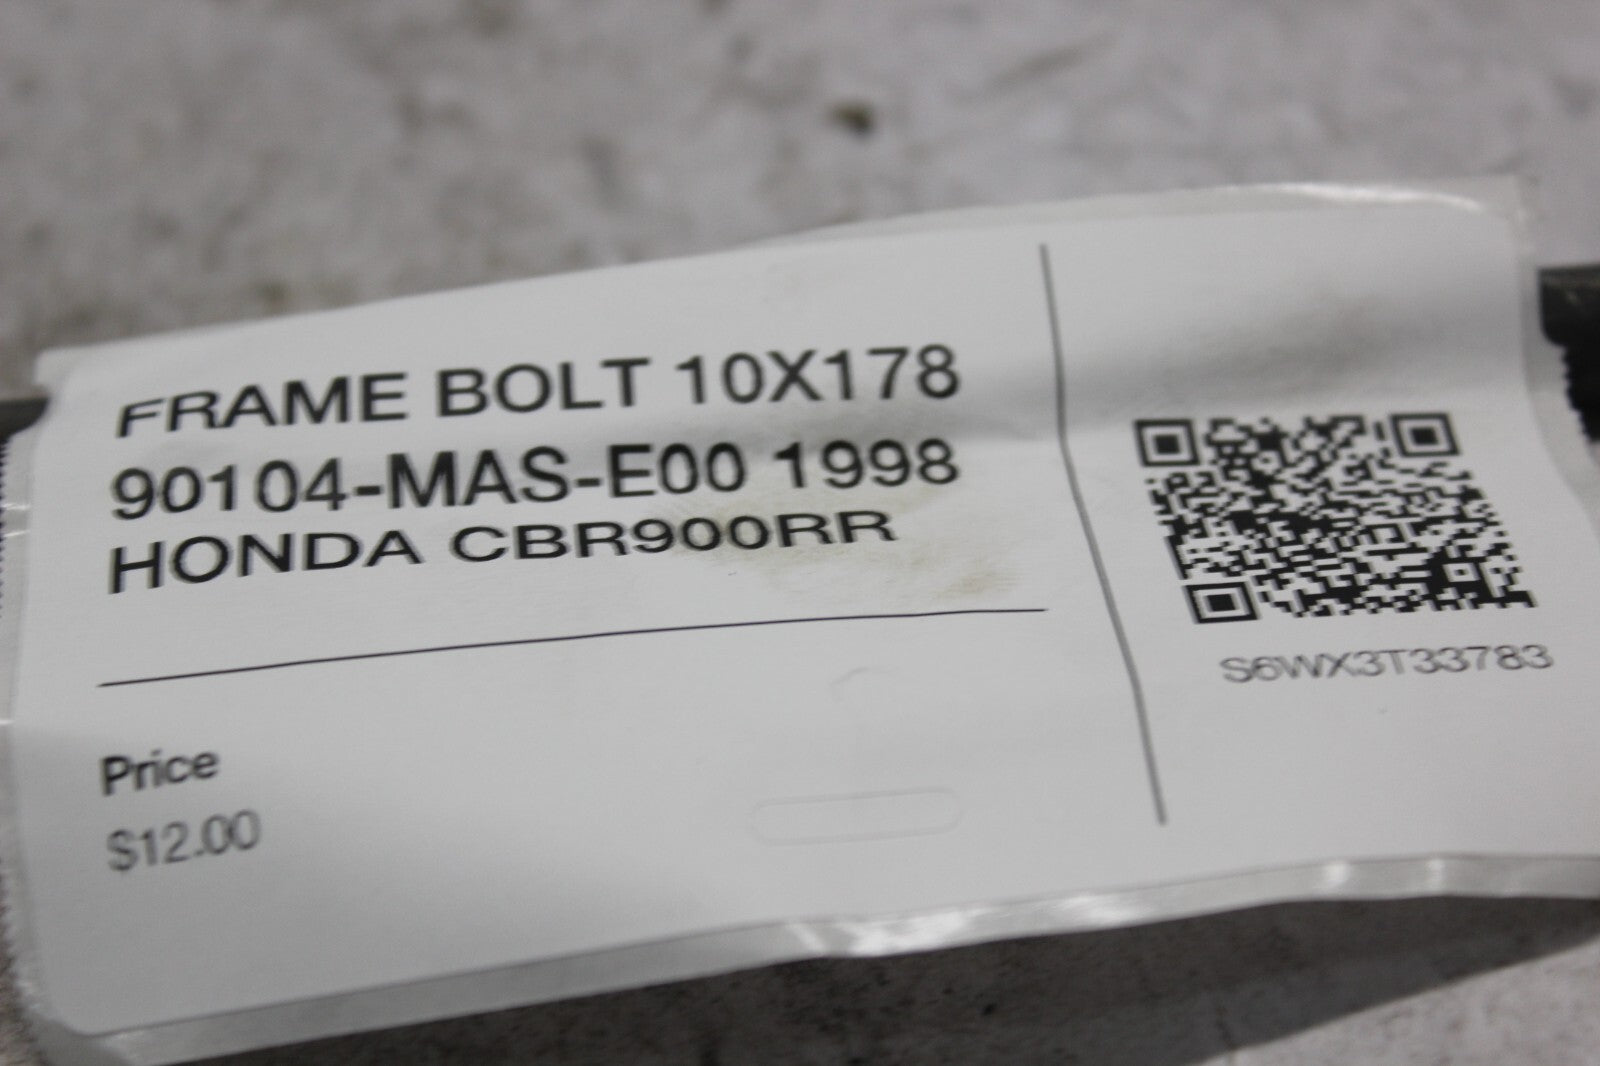 FRAME BOLT 10X178
90104-MAS-E00 1998
HONDA CBR900RR
Price
$12.00
S6WX3T33783